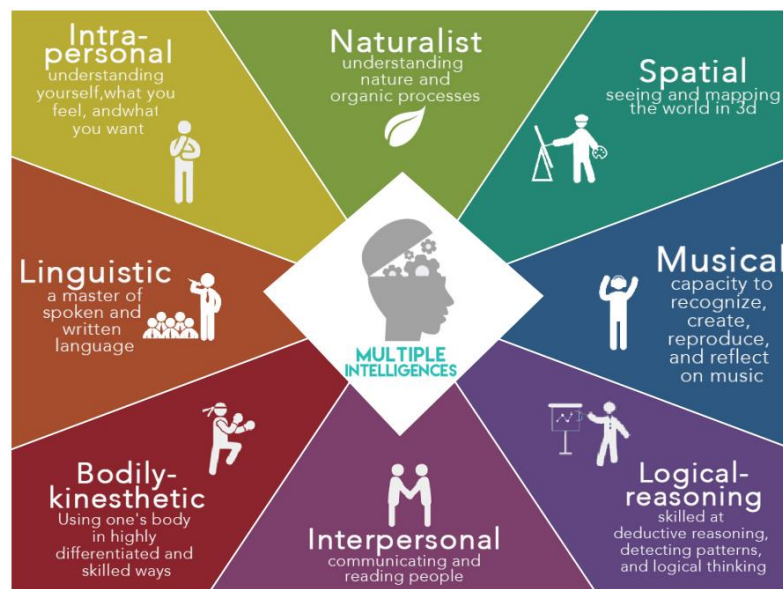 Intra-
personal
understanding
yourself,what you
feel, andwhat
you want
Naturalist
understanding
nature and
organic processes
Spatial
seeing and mapping
the world in 3d
Linguistic
a master of
spoken and
written
language
MULTIPLE
INTELLIGENCES
Musical
capacity to
recognize,
create,
reproduce,
and reflect
on music
Bodily-
kinesthetic
Using one's body
in highly
differentiated and
skilled ways
Interpersonal
communicating and
reading people
Logical-
reasoning
skilled at
deductive reasoning,
detecting patterns,
and logical thinking